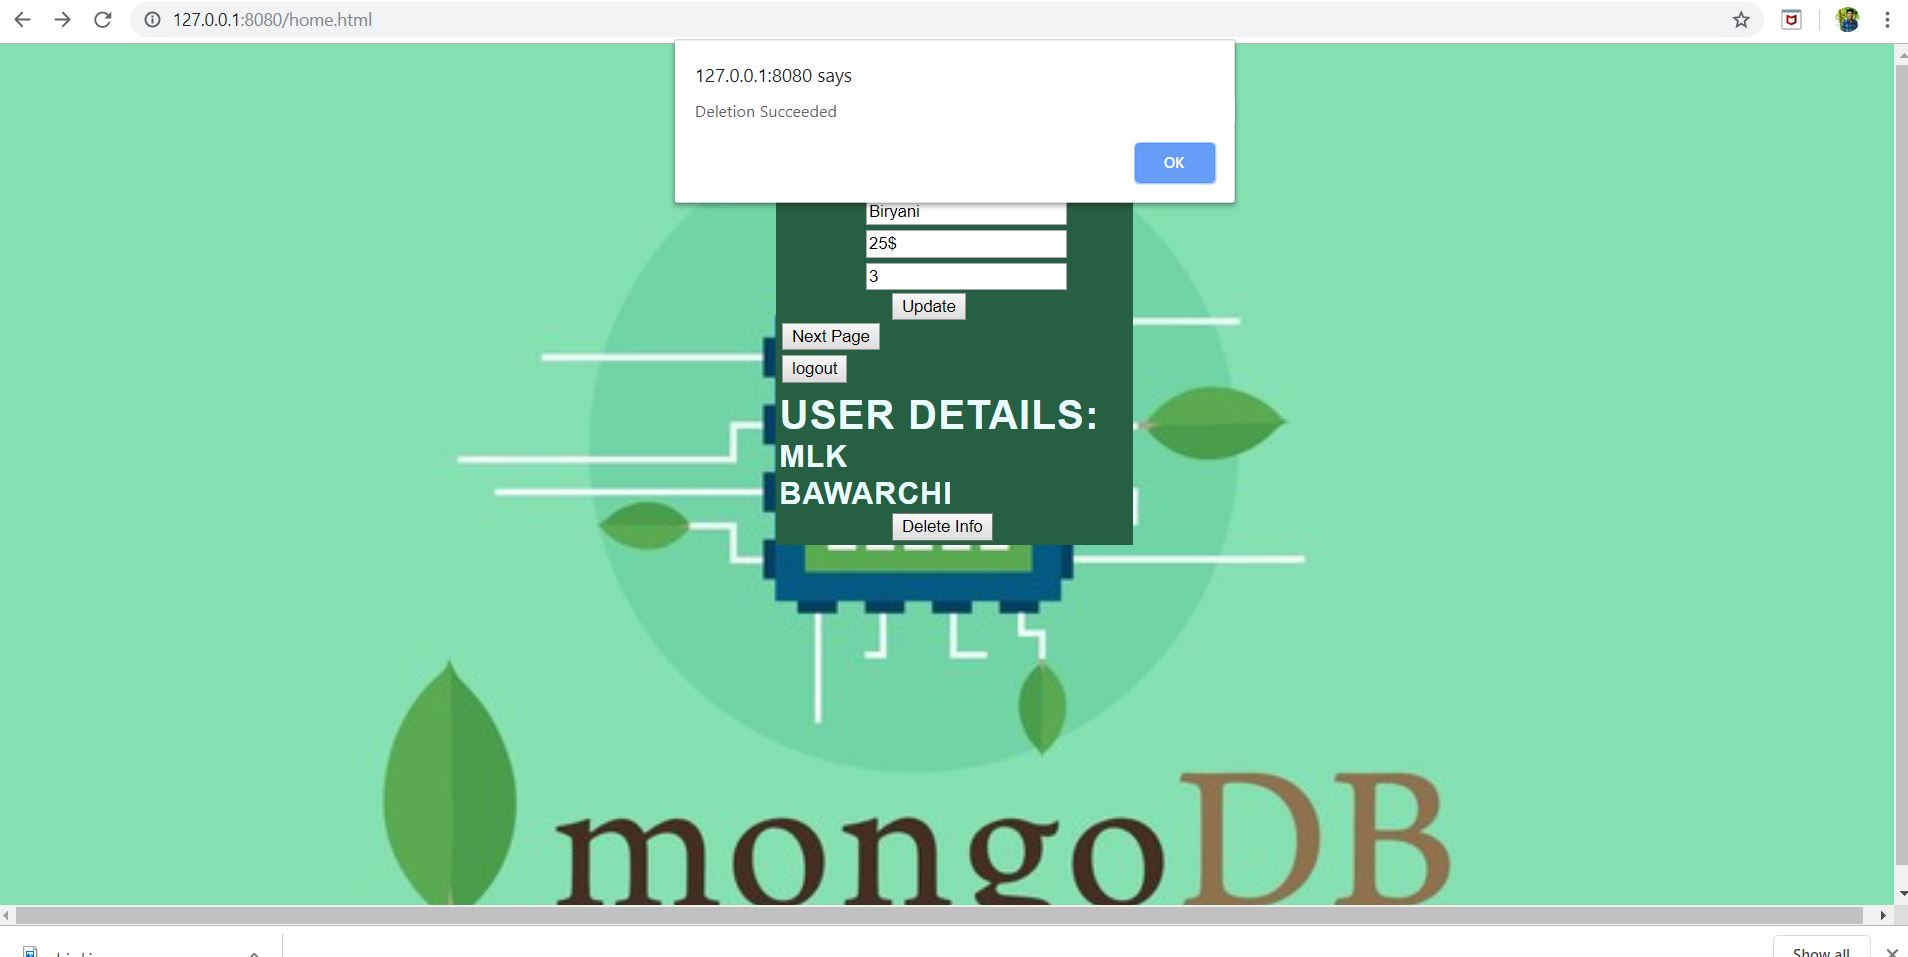 127.0.0.1:8080/home.html
127.0.0.1:8080 says
Deletion Succeeded
OK
Biryani
25$
3
Update
Next Page
logout
USER DETAILS:
MLK
BAWARCHI
Delete Info
mongoDB
Show all